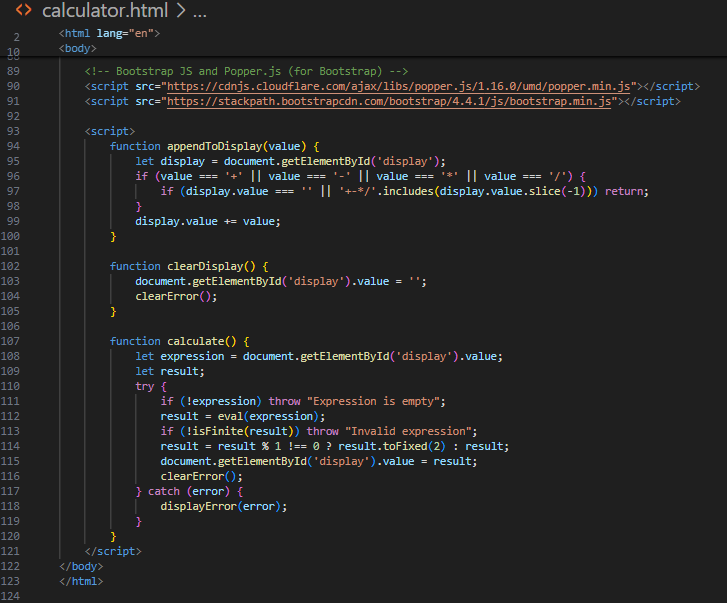 calculator.html > ...
2 <html lang="en">
10 <body>
89 <!-- Bootstrap JS and Popper.js (for Bootstrap) -->
90 <script src="https://cdnjs.cloudflare.com/ajax/libs/popper.js/1.16.0/umd/popper.min.js"></script>
91 <script src="https://stackpath.bootstrapcdn.com/bootstrap/4.4.1/js/bootstrap.min.js"></script>
92
93 <script>
94 function appendToDisplay(value) {
95 let display = document.getElementById('display');
96 if (value === '+' || value === '-' || value === '*' || value === '/') {
97 if (display.value === '' || '+-*/'.includes(display.value.slice(-1))) return;
98 }
99 display.value += value;
100 }
101
102 function clearDisplay() {
103 document.getElementById('display').value = '';
104 clearError();
105 }
106
107 function calculate() {
108 let expression = document.getElementById('display').value;
109 let result;
110 try {
111 if (!expression) throw "Expression is empty";
112 result = eval(expression);
113 if (!isFinite(result)) throw "Invalid expression";
114 result = result % 1 !== 0 ? result.toFixed(2) : result;
115 document.getElementById('display').value = result;
116 clearError();
117 } catch (error) {
118 displayError(error);
119 }
120 }
121 </script>
122 </body>
123 </html>
124